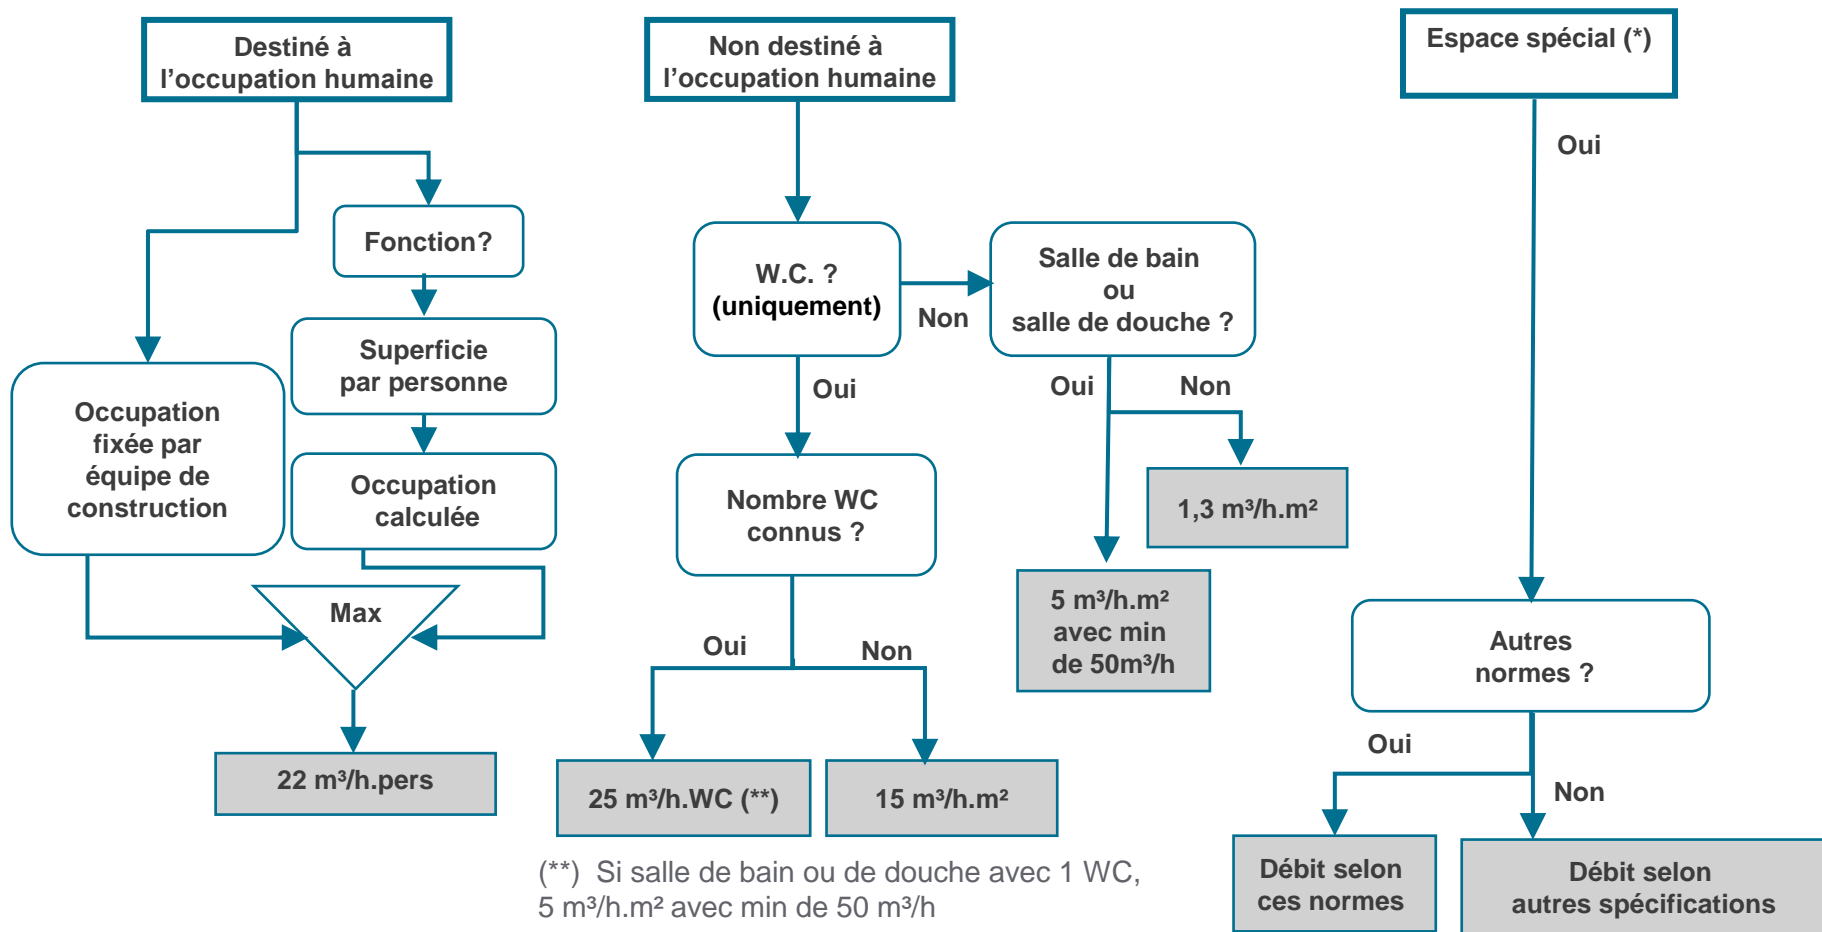 Destiné à
l’occupation humaine
Non destiné à
l’occupation humaine
Espace spécial (*)
Oui
Fonction?
W.C. ?
(uniquement)
Non
Salle de bain
ou
salle de douche ?
Superficie
par personne
Oui
Oui
Non
Occupation
fixée par
équipe de
construction
Occupation
calculée
Nombre WC
connus ?
1,3 m³/h.m²
Max
5 m³/h.m²
avec min
de 50m³/h
Oui
Non
Autres
normes ?
22 m³/h.pers
25 m³/h.WC (**)
15 m³/h.m²
Oui
Non
(**) Si salle de bain ou de douche avec 1 WC,
5 m³/h.m² avec min de 50 m³/h
Débit selon
ces normes
Débit selon
autres spécifications